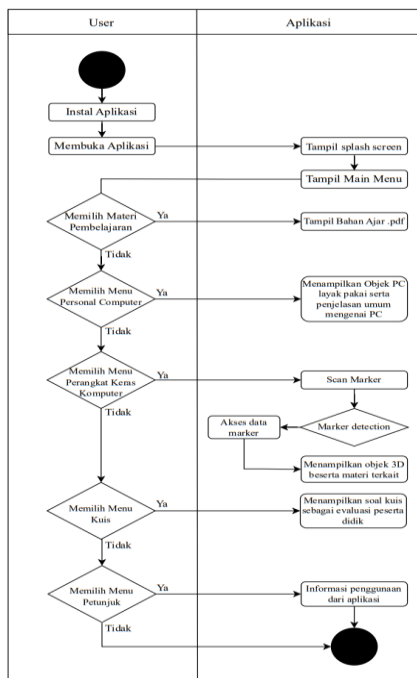 User
Aplikasi
Instal Aplikasi
Membuka Aplikasi
Tampil splash screen
Tampil Main Menu
Memilih Materi
Pembelajaran
Ya
Tampil Bahan Ajar .pdf
Tidak
Memilih Menu
Personal Computer
Ya
Menampilkan Objek PC
layak pakai serta
penjelasan umum
mengenai PC
Tidak
Memilih Menu
Perangkat Keras
Komputer
Ya
Scan Marker
Tidak
Marker detection
Akses data
marker
Menampilkan objek 3D
beserta materi terkait
Memilih Menu
Kuis
Ya
Menampilkan soal kuis
sebagai evaluasi peserta
didik
Tidak
Memilih Menu
Petunjuk
Ya
Informasi penggunaan
dari aplikasi
Tidak